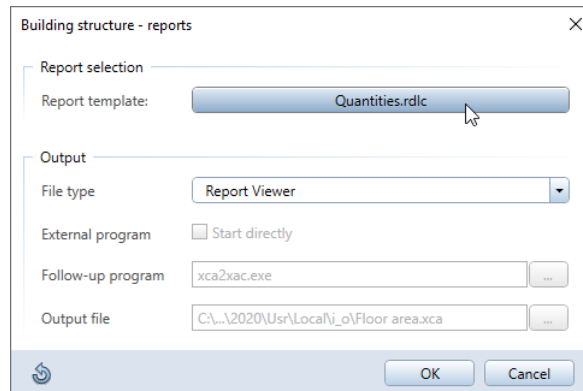 Building structure - reports
Report selection
Report template:
Quantities.rdlc
Output
File type
Report Viewer
External program
Start directly
Follow-up program
xca2xac.exe
...
Output file
C:\...\2020\Usr\Local\i_o\Floor area.xca
...
OK
Cancel